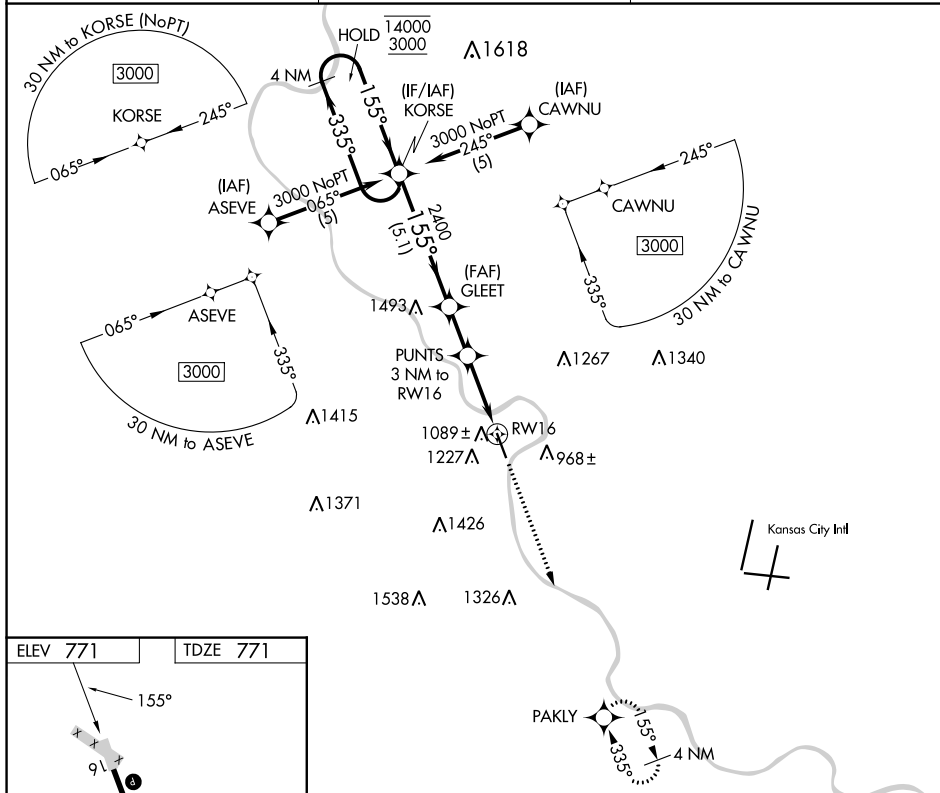 30 NM to KORSE (NoPT)
3000
KORSE
065°
245°
HOLD
14000
3000
1618
4 NM
155°
335°
(IF/IAF)
KORSE
(IAF)
CAWNU
3000 NoPT
245°
(5)
(IAF)
ASEVE
3000 NoPT
065°
(5)
2400
155°
(5.1)
245°
CAWNU
3000
335°
30 NM to CAWNU
(FAF)
GLEET
1493
065°
ASEVE
3000
335°
30 NM to ASEVE
PUNTS
3 NM to
RW16
1267
1340
1415
1089±
RW16
1227
968±
1371
1426
Kansas City Intl
1538
1326
ELEV 771
TDZE 771
155°
x x x
16
P
PAKLY
155°
335°
4 NM